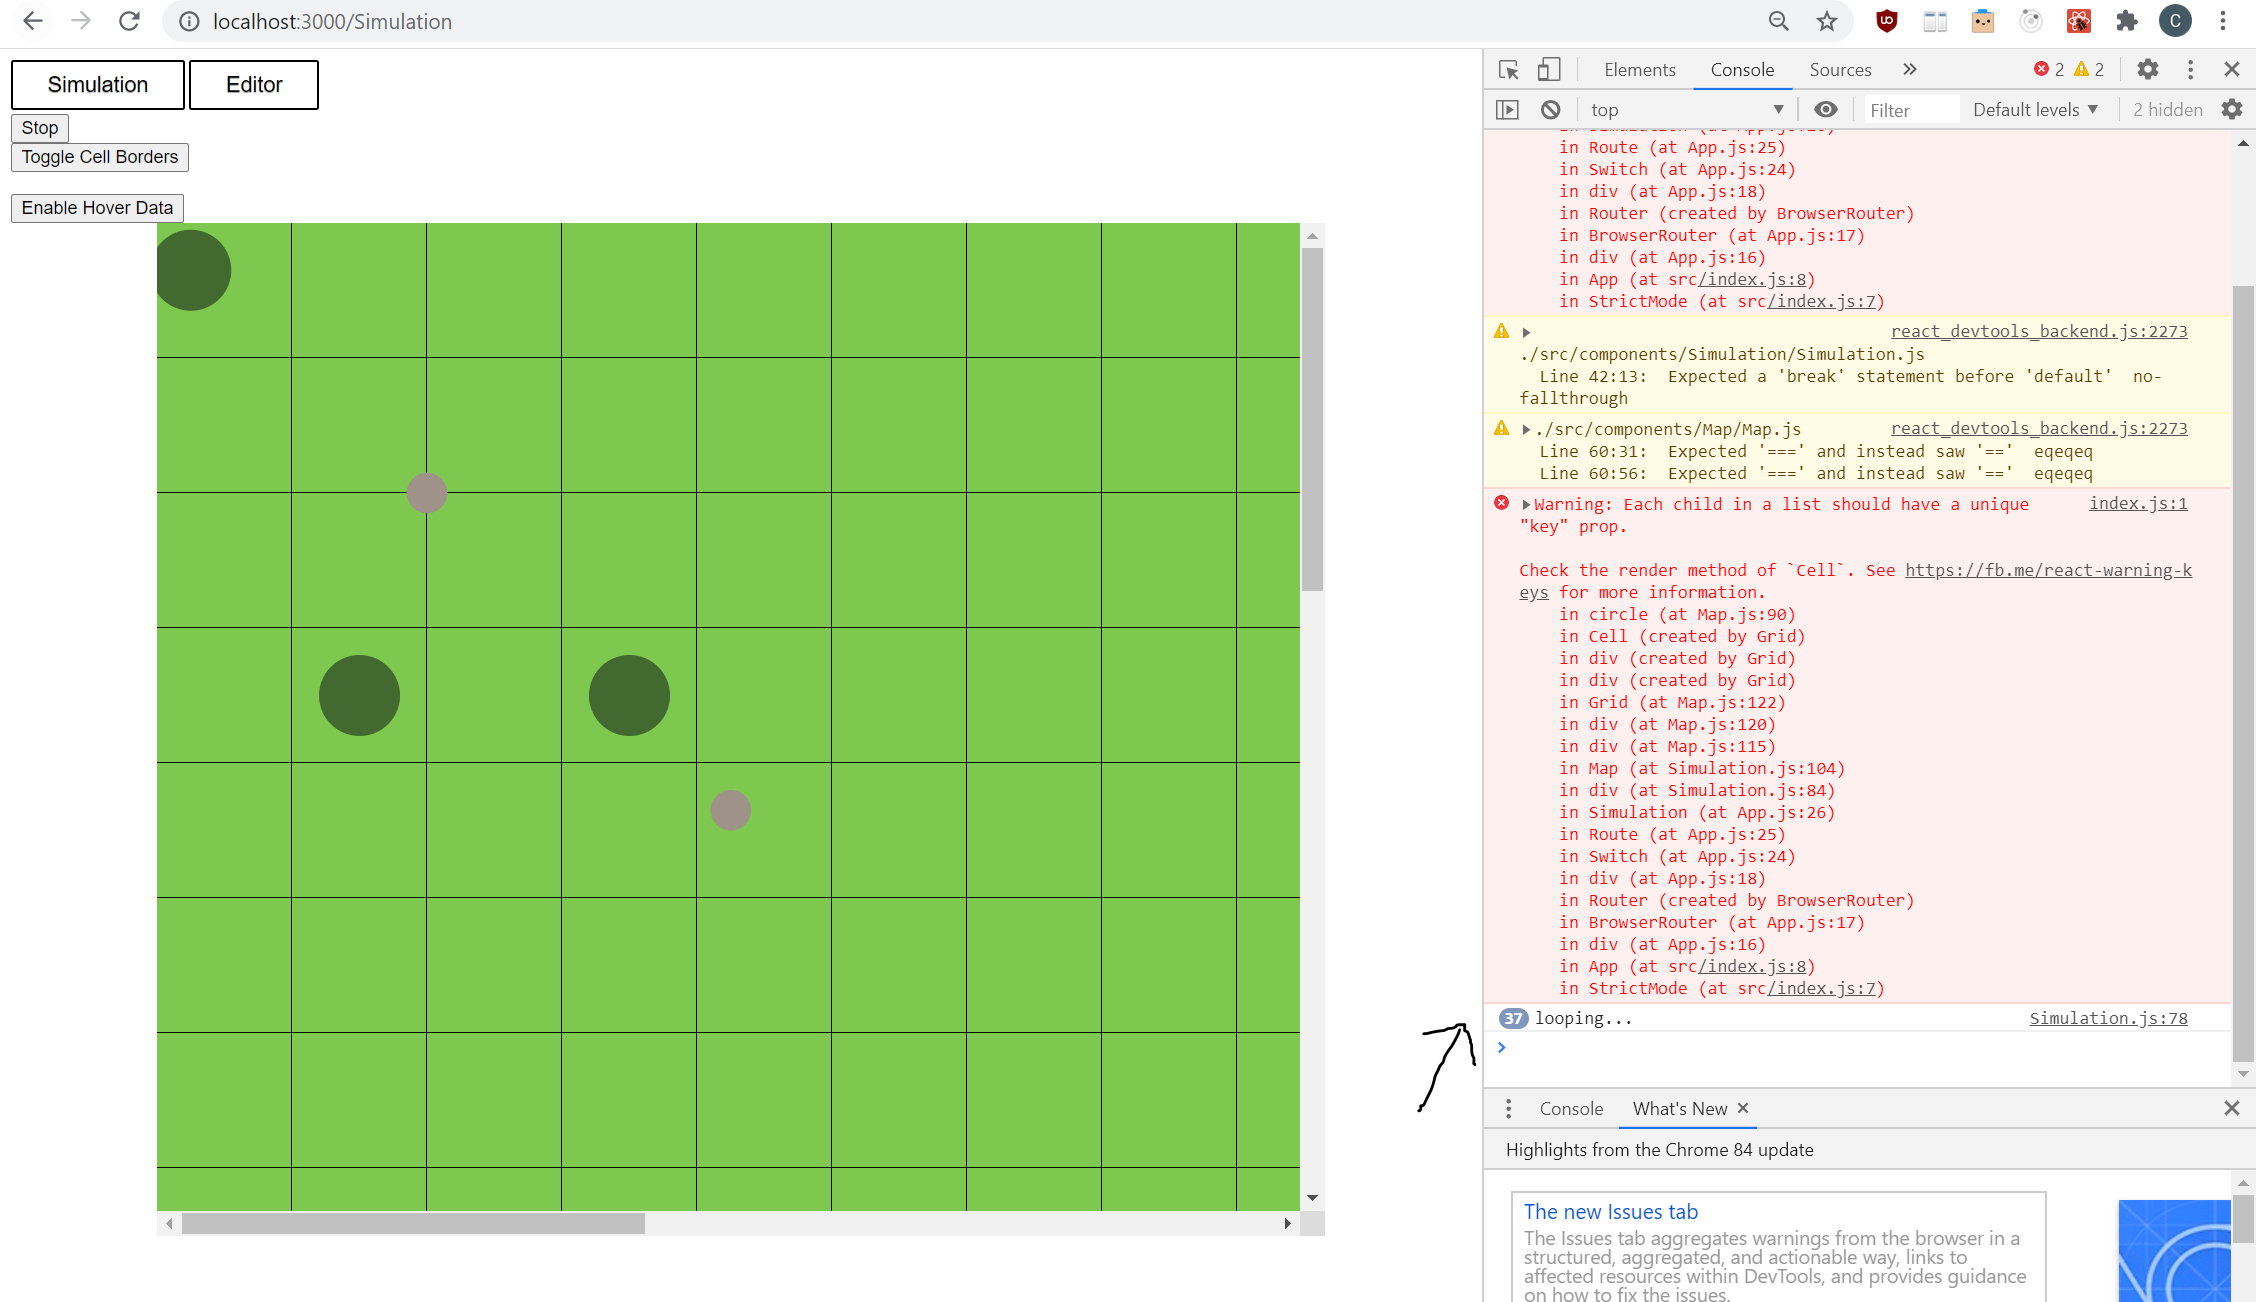 localhost:3000/Simulation
C
Simulation Editor
Stop
Toggle Cell Borders
Enable Hover Data
Elements Console Sources » 2 2
top Filter Default levels 2 hidden
in Route (at App.js:25)
in Switch (at App.js:24)
in div (at App.js:18)
in Router (created by BrowserRouter)
in BrowserRouter (at App.js:17)
in div (at App.js:16)
in App (at src/index.js:8)
in StrictMode (at src/index.js:7)
react_devtools_backend.js:2273
./src/components/Simulation/Simulation.js
Line 42:13:  Expected a 'break' statement before 'default'  no-
fallthrough
./src/components/Map/Map.js react_devtools_backend.js:2273
Line 60:31:  Expected '===' and instead saw '=='  eqeqeq
Line 60:56:  Expected '===' and instead saw '=='  eqeqeq
Warning: Each child in a list should have a unique index.js:1
"key" prop.
Check the render method of `Cell`. See https://fb.me/react-warning-k
eys for more information.
in circle (at Map.js:90)
in Cell (created by Grid)
in div (created by Grid)
in div (created by Grid)
in Grid (at Map.js:122)
in div (at Map.js:120)
in div (at Map.js:115)
in Map (at Simulation.js:104)
in div (at Simulation.js:84)
in Simulation (at App.js:26)
in Route (at App.js:25)
in Switch (at App.js:24)
in div (at App.js:18)
in Router (created by BrowserRouter)
in BrowserRouter (at App.js:17)
in div (at App.js:16)
in App (at src/index.js:8)
in StrictMode (at src/index.js:7)
37 looping... Simulation.js:78
Console What's New
Highlights from the Chrome 84 update
The new Issues tab
The Issues tab aggregates warnings from the browser in a
structured, aggregated, and actionable way, links to
affected resources within DevTools, and provides guidance
on how to fix the issues.